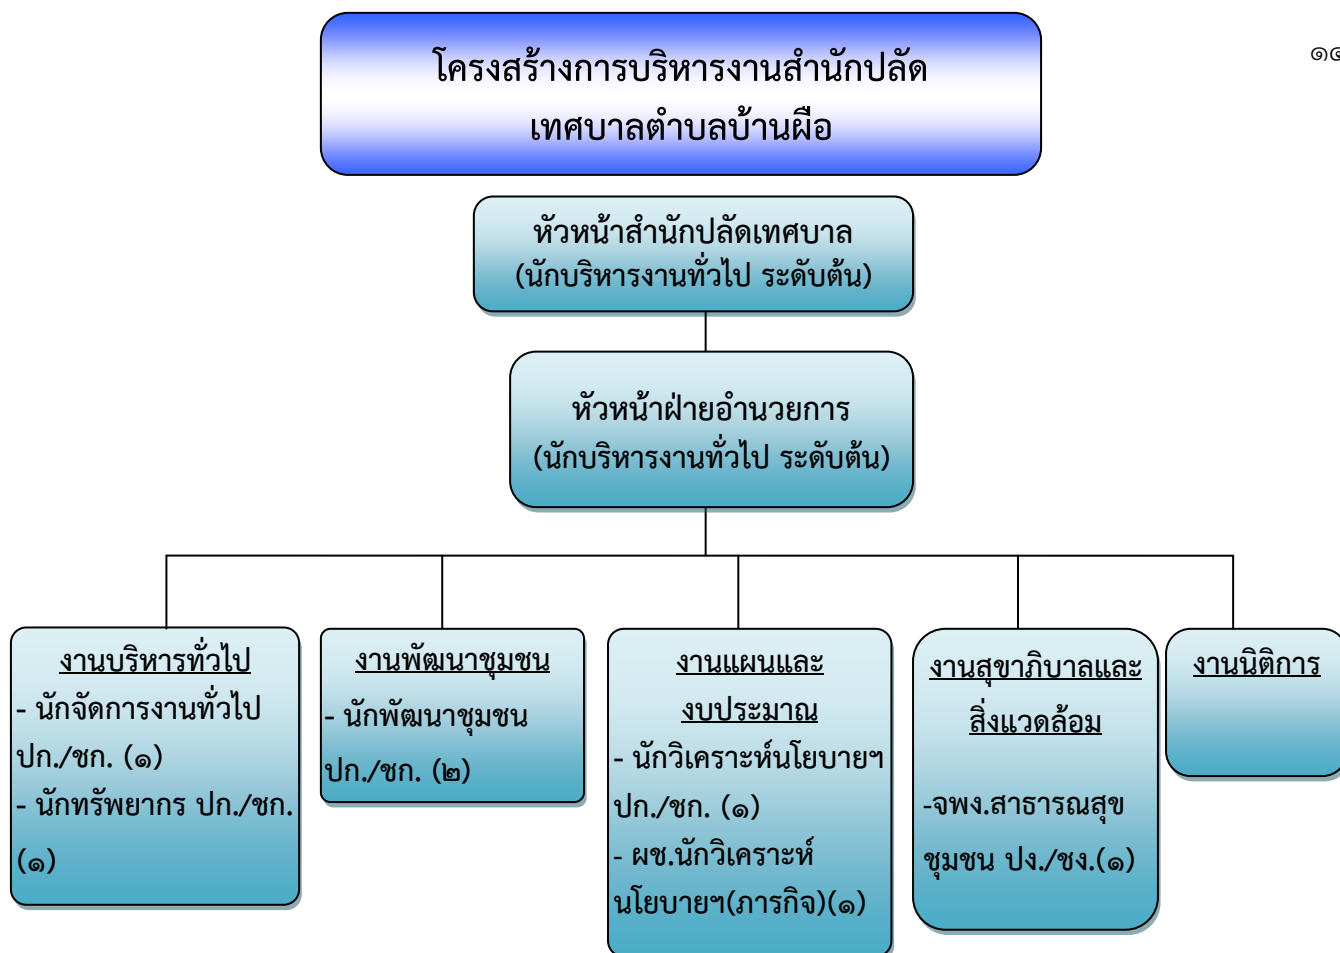 โครงสร้างการบริหารงานสำนักปลัด
เทศบาลตำบลบ้านผือ
หัวหน้าสำนักปลัดเทศบาล
(นักบริหารงานทั่วไป ระดับต้น)
หัวหน้าฝ่ายอำนวยการ
(นักบริหารงานทั่วไป ระดับต้น)
งานบริหารทั่วไป
- นักจัดการงานทั่วไป
ปก./ชก. (๑)
- นักทรัพยากร ปก./ชก.
(๑)
งานพัฒนาชุมชน
- นักพัฒนาชุมชน
ปก./ชก. (๒)
งานแผนและ
งบประมาณ
- นักวิเคราะห์นโยบายฯ
ปก./ชก. (๑)
- ผช.นักวิเคราะห์
นโยบายฯ(ภารกิจ)(๑)
งานสุขาภิบาลและ
สิ่งแวดล้อม
-จพง.สาธารณสุข
ชุมชน ปง./ชง.(๑)
งานนิติการ